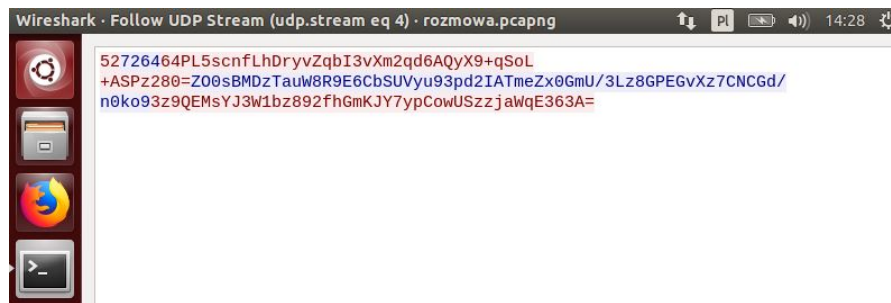 Wireshark · Follow UDP Stream (udp.stream eq 4) · rozmowa.pcapng Pl 14:28
52726464PL5scnfLhDryvZqbI3vXm2qd6AQyX9+qSoL
+ASPz280=ZO0sBMDzTauW8R9E6CbSUVyu93pd2IATmeZx0GmU/3Lz8GPEGvXz7CNCGd/
n0ko93z9QEMsYJ3W1bz892fhGmKJY7ypCowUSzzjaWqE363A=